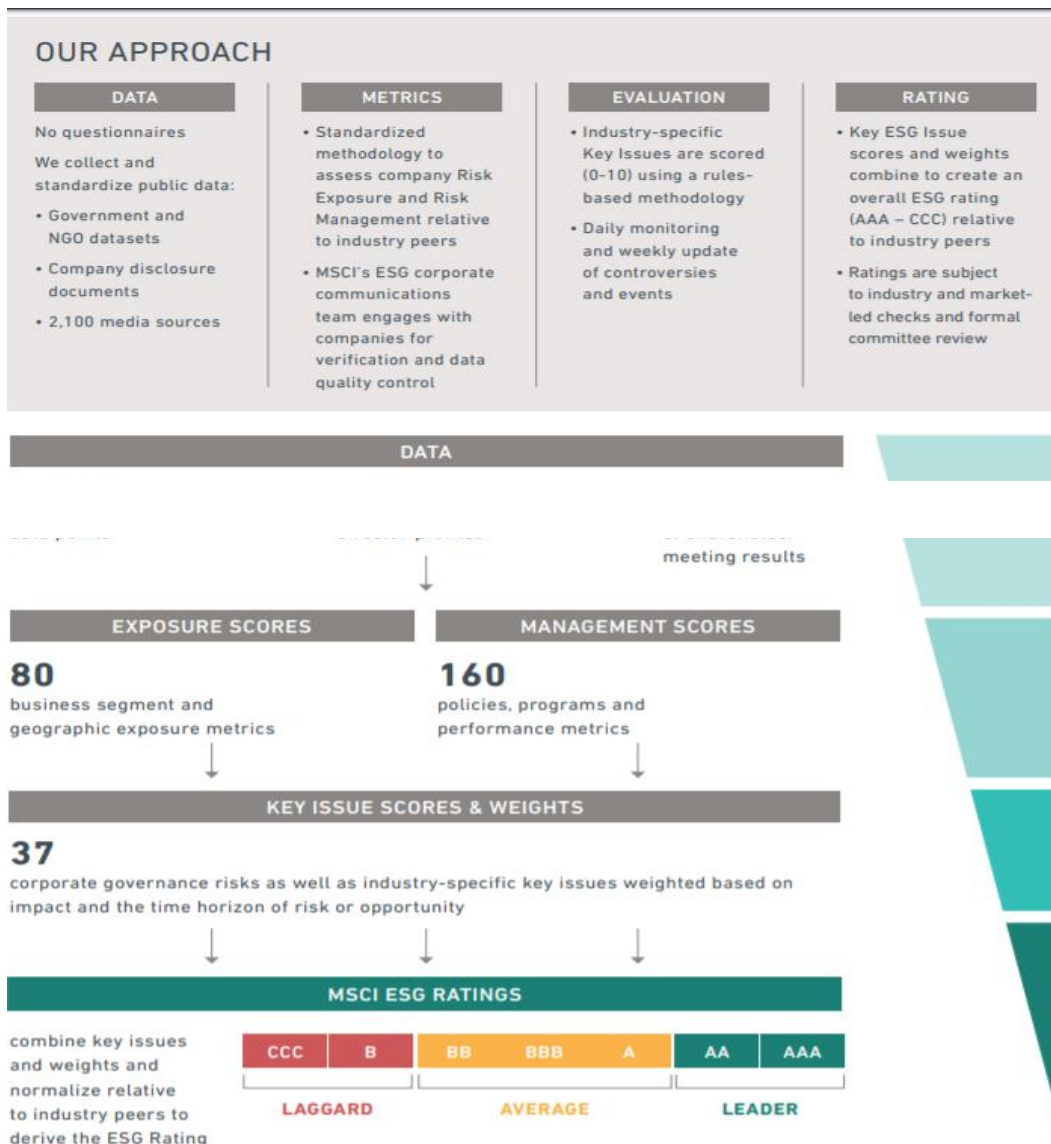 OUR APPROACH
DATA
No questionnaires
We collect and
standardize public data:
• Government and
NGO datasets
• Company disclosure
documents
• 2,100 media sources
METRICS
• Standardized
methodology to
assess company Risk
Exposure and Risk
Management relative
to industry peers
• MSCI's ESG corporate
communications
team engages with
companies for
verification and data
quality control
EVALUATION
• Industry-specific
Key Issues are scored
(0-10) using a rules-
based methodology
• Daily monitoring
and weekly update
of controversies
and events
RATING
• Key ESG Issue
scores and weights
combine to create an
overall ESG rating
(AAA – CCC) relative
to industry peers
• Ratings are subject
to industry and market-
led checks and formal
committee review
DATA
meeting results
EXPOSURE SCORES
80
business segment and
geographic exposure metrics
MANAGEMENT SCORES
160
policies, programs and
performance metrics
KEY ISSUE SCORES & WEIGHTS
37
corporate governance risks as well as industry-specific key issues weighted based on
impact and the time horizon of risk or opportunity
MSCI ESG RATINGS
combine key issues
and weights and
normalize relative
to industry peers to
derive the ESG Rating
CCC B BB BBB A AA AAA
LAGGARD AVERAGE LEADER